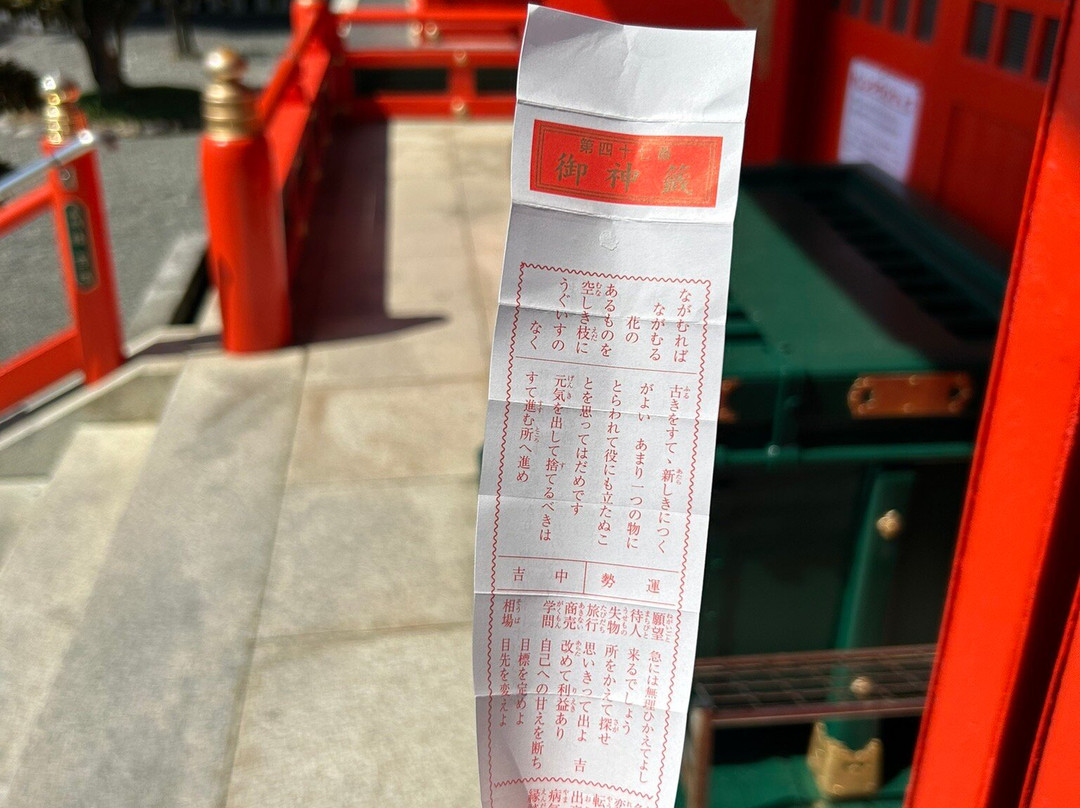 御神籤
ながむれば
ながむる
花の
あるものを
空しき枝に
うぐいすの
なく
古きをすて、新しきにつく
がよい あまり一つの物に
とらわれて役にも立たぬこ
とを思ってはだめです
元気を出して捨てるべきは
すて進む所へ進め
運勢
中吉
願望 急には無理ひかえてよし
待人 来るでしょう
失物 所をかえて探せ
旅行 思いきって出よ 吉
商売 改めて利益あり
学問 自己への甘えを断ち
目標を定めよ
相場 目先を変えよ